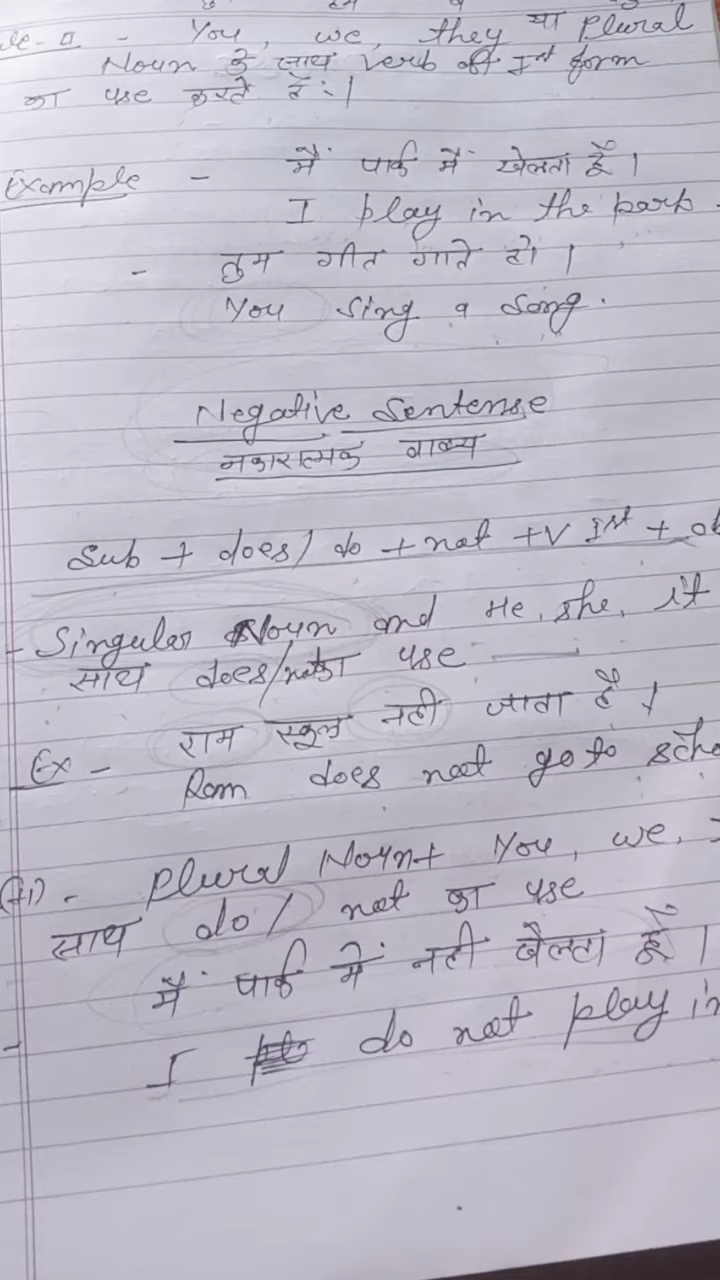 You, we, they या Plural
Noun के साथ verb की Ist form
का use करते हैं।
Example - मैं पार्क में खेलता हूँ।
I play in the park.
- तुम गीत गाते हो।
You sing a song.
Negative Sentense
नकारात्मक वाक्य
Sub + does/ do + not + V Ist +
- Singular Noun and He, she, it
साथ does/not का use
Ex - राम स्कूल नही जाता है।
Ram does not go to
Plural Noun+ You, we,
साथ do / not का use
मैं पार्क में नही खेलता हूँ।
- I do not play in